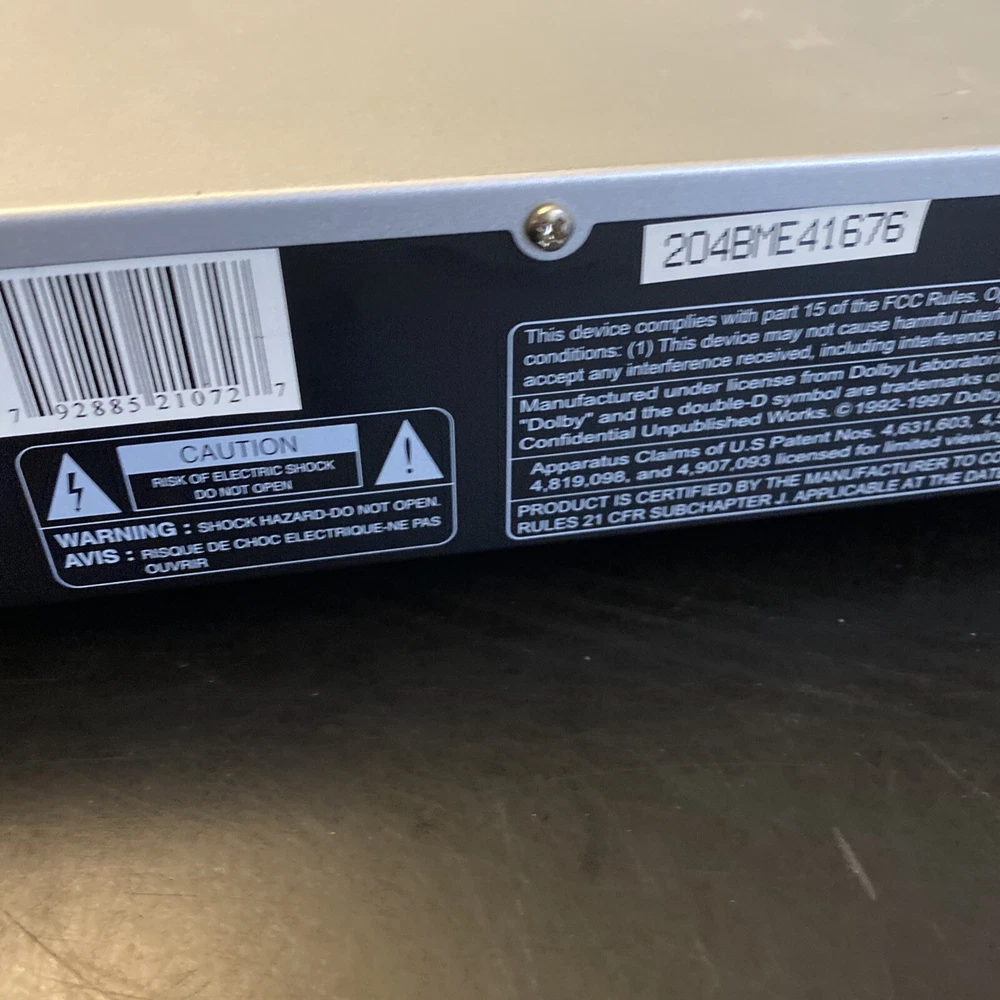 204BME41676
7 92885 21072 7
CAUTION
RISK OF ELECTRIC SHOCK
DO NOT OPEN
WARNING : SHOCK HAZARD-DO NOT OPEN.
AVIS : RISQUE DE CHOC ELECTRIQUE-NE PAS
OUVRIR
This device complies with part 15 of the FCC Rules.
conditions: (1) This device may not cause harmful
accept any interference received, including interference
Manufactured under license from Dolby
"Dolby" and the double-D symbol are trademarks
Confidential Unpublished Works. ©1992-1997 Dolby
Apparatus Claims of U.S Patent Nos. 4,631,603,
4,819,098, and 4,907,093 licensed for limited
PRODUCT IS CERTIFIED BY THE MANUFACTURER TO
RULES 21 CFR SUBCHAPTER J. APPLICABLE AT THE